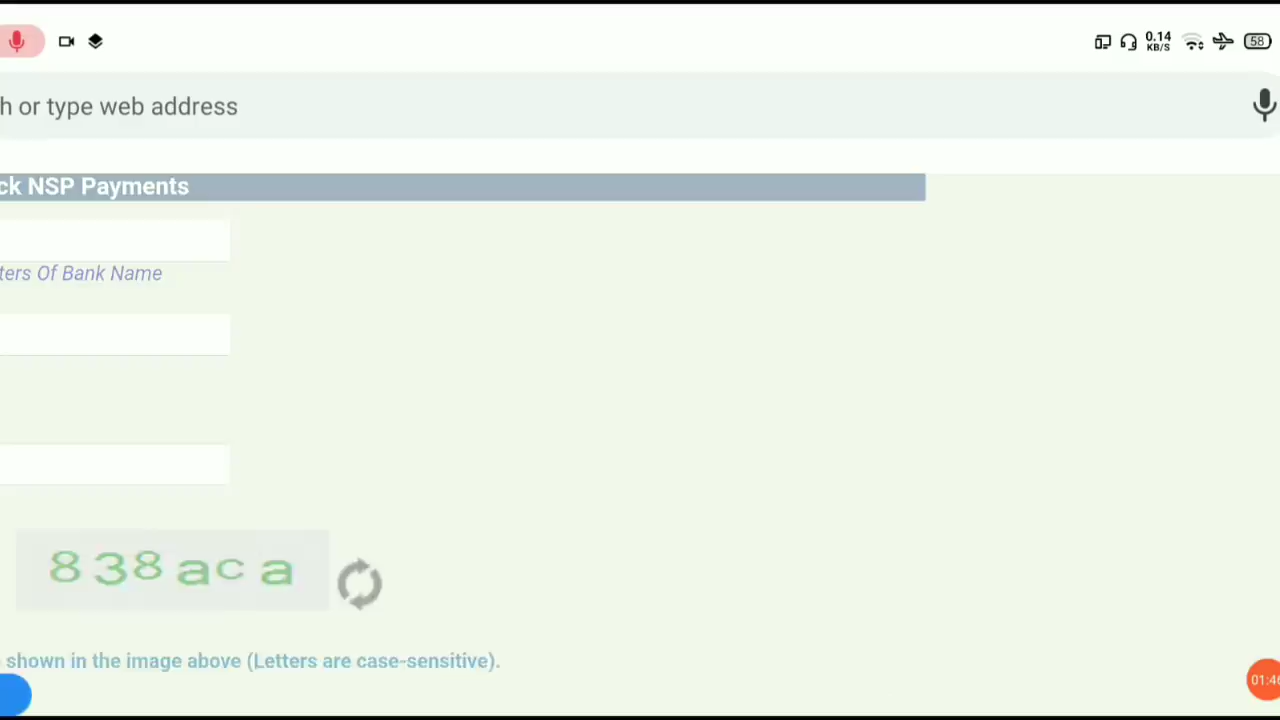 0.14
KB/S
58
h or type web address
ck NSP Payments
ters Of Bank Name
838aca
shown in the image above (Letters are case-sensitive).
01:46